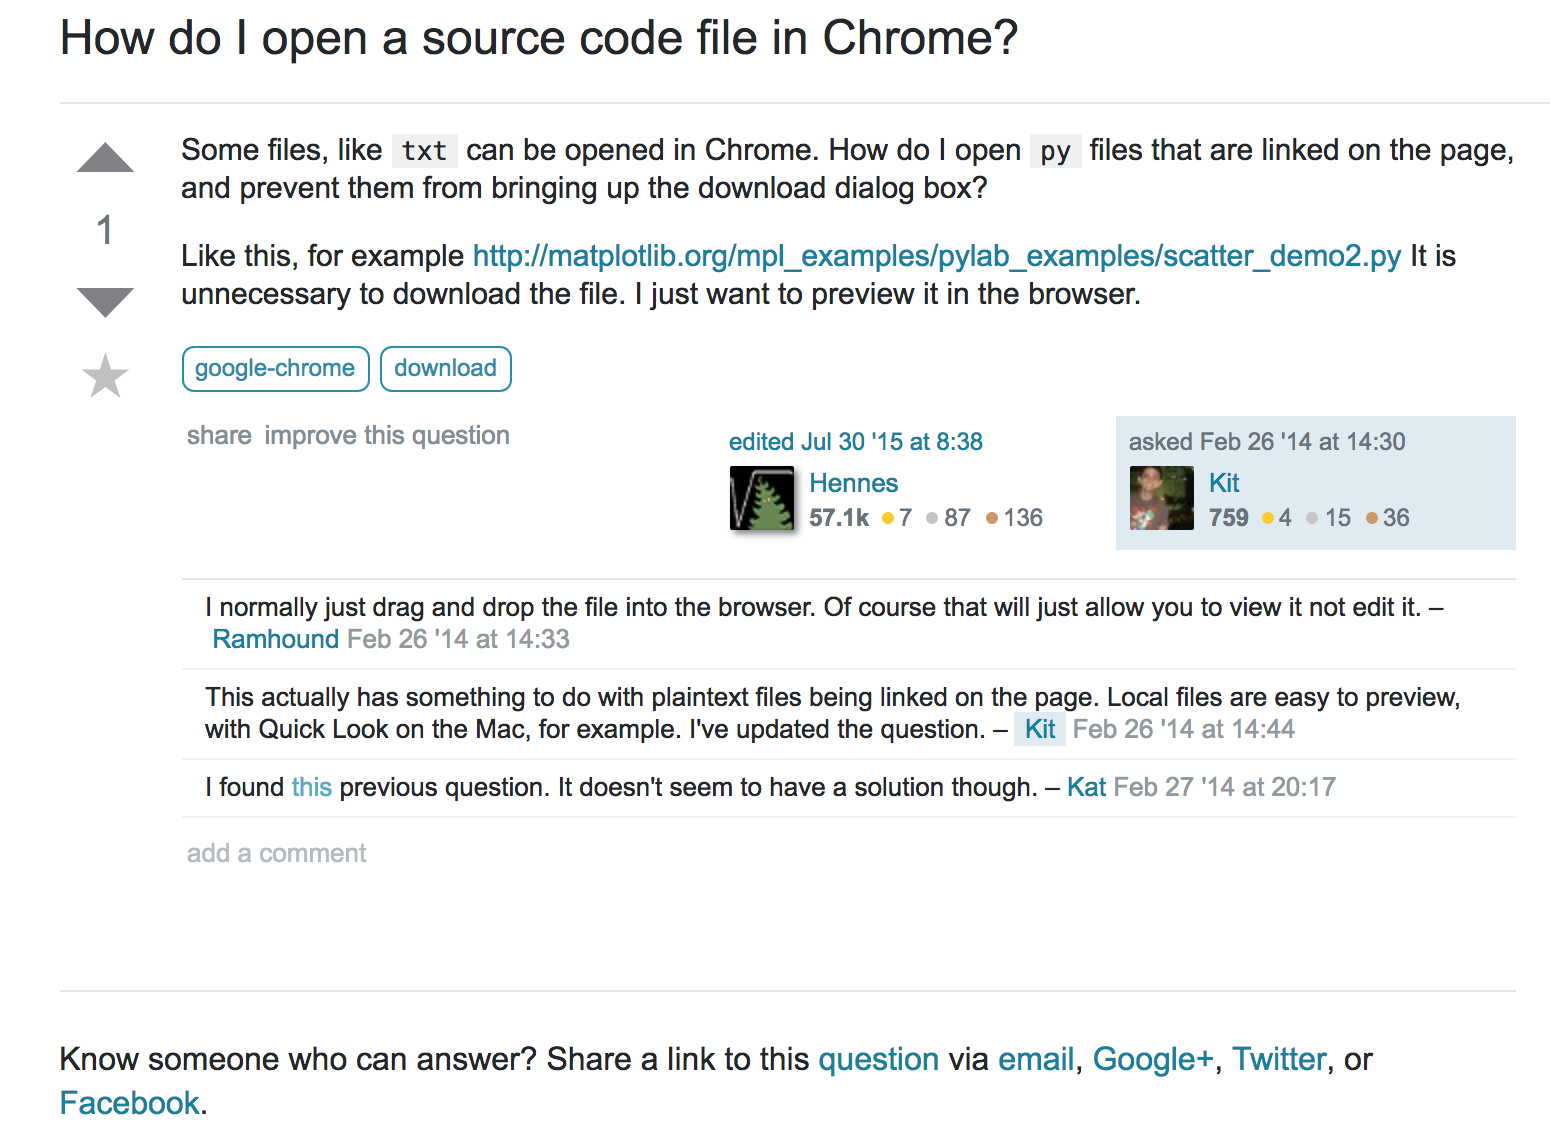 How do I open a source code file in Chrome?
Some files, like txt can be opened in Chrome. How do I open py files that are linked on the page,
and prevent them from bringing up the download dialog box?
1
Like this, for example http://matplotlib.org/mpl_examples/pylab_examples/scatter_demo2.py It is
unnecessary to download the file. I just want to preview it in the browser.
google-chrome download
share improve this question
edited Jul 30 '15 at 8:38
Hennes
57.1k 7 87 136
asked Feb 26 '14 at 14:30
Kit
759 4 15 36
I normally just drag and drop the file into the browser. Of course that will just allow you to view it not edit it. –
Ramhound Feb 26 '14 at 14:33
This actually has something to do with plaintext files being linked on the page. Local files are easy to preview,
with Quick Look on the Mac, for example. I've updated the question. – Kit Feb 26 '14 at 14:44
I found this previous question. It doesn't seem to have a solution though. – Kat Feb 27 '14 at 20:17
add a comment
Know someone who can answer? Share a link to this question via email, Google+, Twitter, or
Facebook.